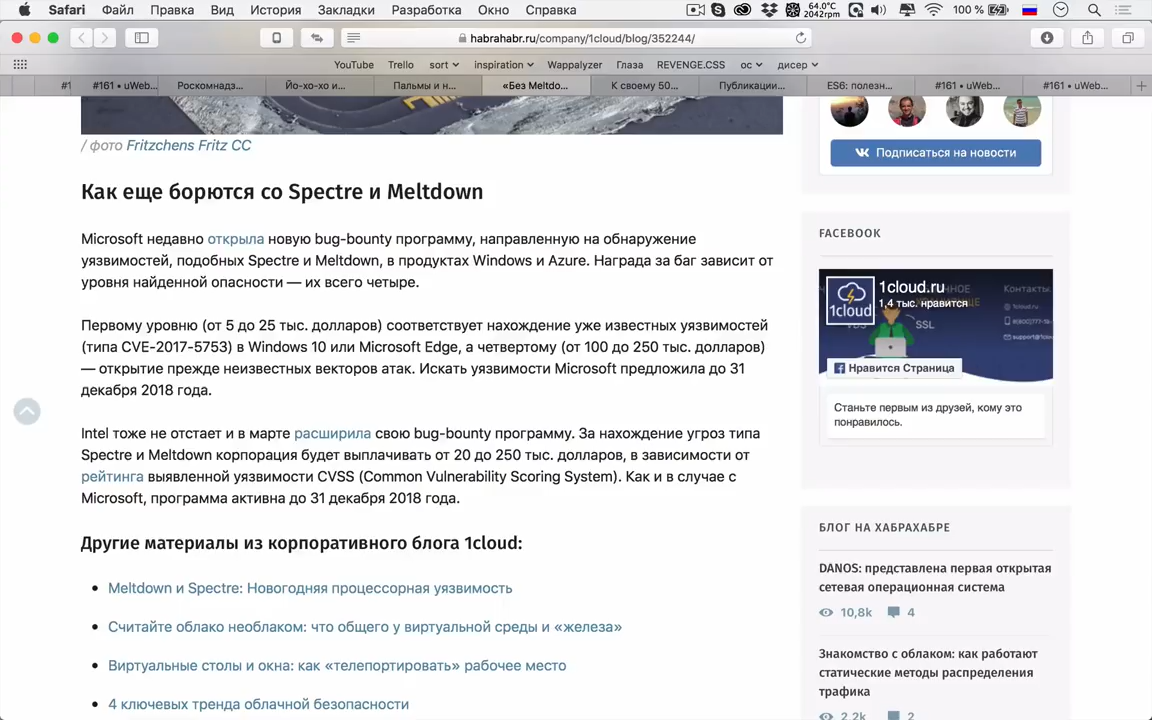 Safari Файл Правка Вид История Закладки Разработка Окно Справка 64.0°C 2042rpm 100 %
habrahabr.ru/company/1cloud/blog/352244/
YouTube Trello sort inspiration Wappalyzer Глаза REVENGE.CSS ос дисер
#1 #161 • uWeb... Роскомнадз... Йо-хо-хо и... Пальмы и н... «Без Meltdo... К своему 50... Публикации... ES6: полезн... #161 • uWeb... #161 • uWeb...
/ фото Fritzchens Fritz CC
Как еще борются со Spectre и Meltdown
Microsoft недавно открыла новую bug-bounty программу, направленную на обнаружение
уязвимостей, подобных Spectre и Meltdown, в продуктах Windows и Azure. Награда за баг зависит от
уровня найденной опасности — их всего четыре.
Первому уровню (от 5 до 25 тыс. долларов) соответствует нахождение уже известных уязвимостей
(типа CVE-2017-5753) в Windows 10 или Microsoft Edge, а четвертому (от 100 до 250 тыс. долларов)
— открытие прежде неизвестных векторов атак. Искать уязвимости Microsoft предложила до 31
декабря 2018 года.
Intel тоже не отстает и в марте расширила свою bug-bounty программу. За нахождение угроз типа
Spectre и Meltdown корпорация будет выплачивать от 20 до 250 тыс. долларов, в зависимости от
рейтинга выявленной уязвимости CVSS (Common Vulnerability Scoring System). Как и в случае с
Microsoft, программа активна до 31 декабря 2018 года.
Другие материалы из корпоративного блога 1cloud:
Meltdown и Spectre: Новогодняя процессорная уязвимость
Считайте облако необлаком: что общего у виртуальной среды и «железа»
Виртуальные столы и окна: как «телепортировать» рабочее место
4 ключевых тренда облачной безопасности
Подписаться на новости
FACEBOOK
1cloud.ru
1,4 тыс. нравится
1cloud
SSL
Контакты.
Нравится Страница
Станьте первым из друзей, кому это
понравилось.
БЛОГ НА ХАБРАХАБРЕ
DANOS: представлена первая открытая
сетевая операционная система
10,8k 4
Знакомство с облаком: как работают
статические методы распределения
трафика
2,2k 2